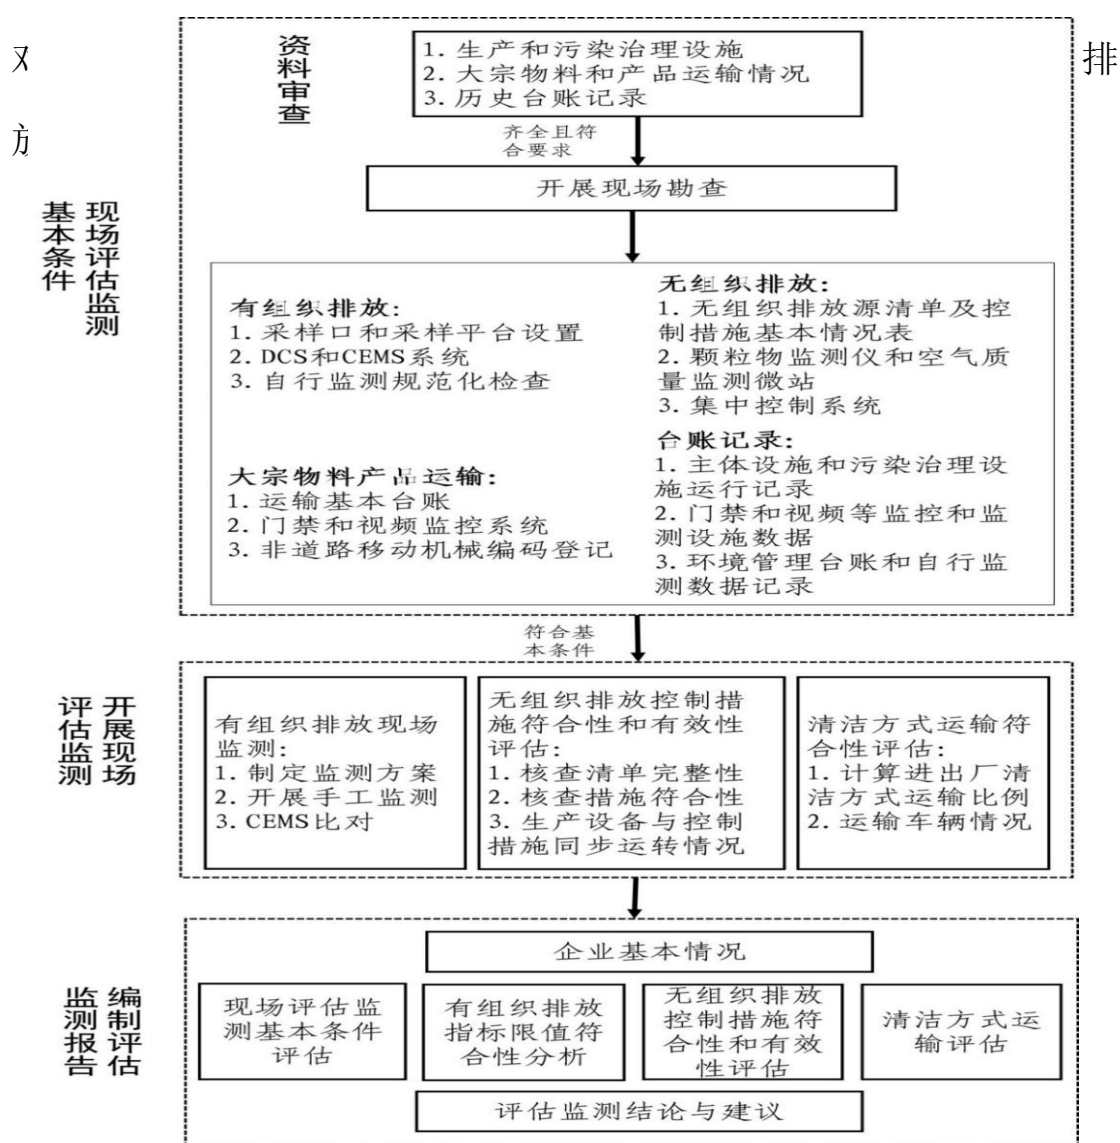 排
资料审查
1. 生产和污染治理设施
2. 大宗物料和产品运输情况
3. 历史台账记录
齐全且符
合要求
开展现场勘查
现场评估监测
基本条件
有组织排放:
1. 采样口和采样平台设置
2. DCS和CEMS系统
3. 自行监测规范化检查
无组织排放:
1. 无组织排放源清单及控
制措施基本情况表
2. 颗粒物监测仪和空气质
量监测微站
3. 集中控制系统
大宗物料产品运输:
1. 运输基本台账
2. 门禁和视频监控系统
3. 非道路移动机械编码登记
台账记录:
1. 主体设施和污染治理设
施运行记录
2. 门禁和视频等监控和监
测设施数据
3. 环境管理台账和自行监
测数据记录
符合基
本条件
开展现场
评估监测
有组织排放现场
监测:
1. 制定监测方案
2. 开展手工监测
3. CEMS比对
无组织排放控制措
施符合性和有效性
评估:
1. 核查清单完整性
2. 核查措施符合性
3. 生产设备与控制
措施同步运转情况
清洁方式运输符
合性评估:
1. 计算进出厂清
洁方式运输比例
2. 运输车辆情况
编制评估
监测报告
企业基本情况
现场评估监
测基本条件
评估
有组织排放
指标限值符
合性分析
无组织排放
控制措施符
合性和有效
性评估
清洁方式运
输评估
评估监测结论与建议